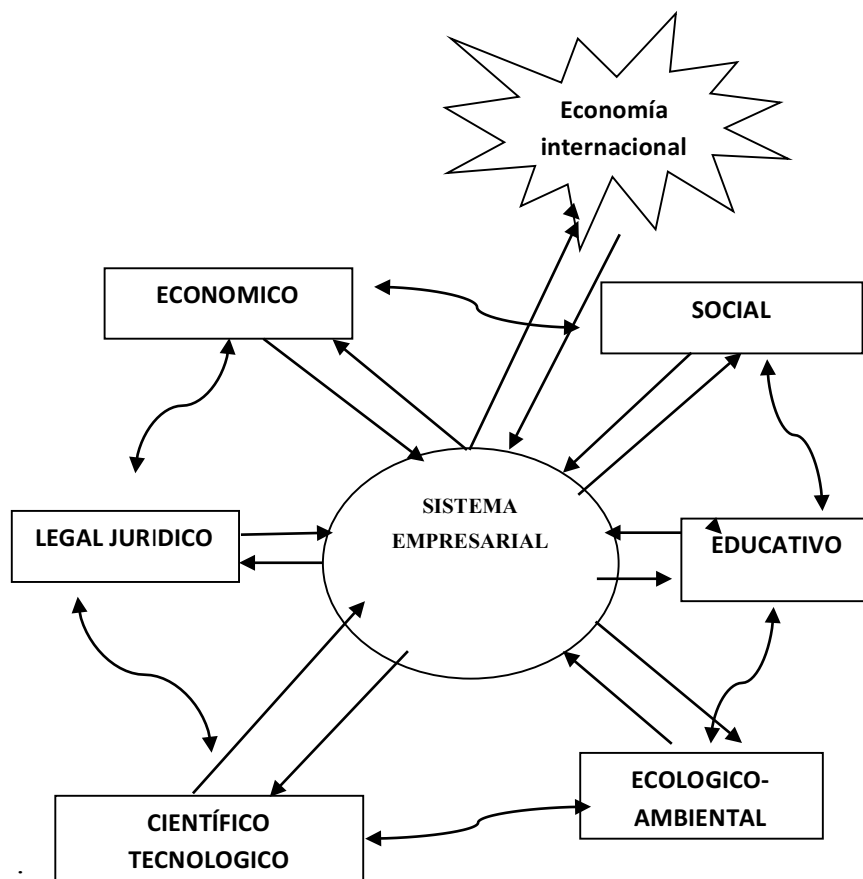 Economía
internacional
ECONOMICO
SOCIAL
SISTEMA
EMPRESARIAL
LEGAL JURIDICO
EDUCATIVO
ECOLOGICO-
AMBIENTAL
CIENTÍFICO
TECNOLOGICO
.